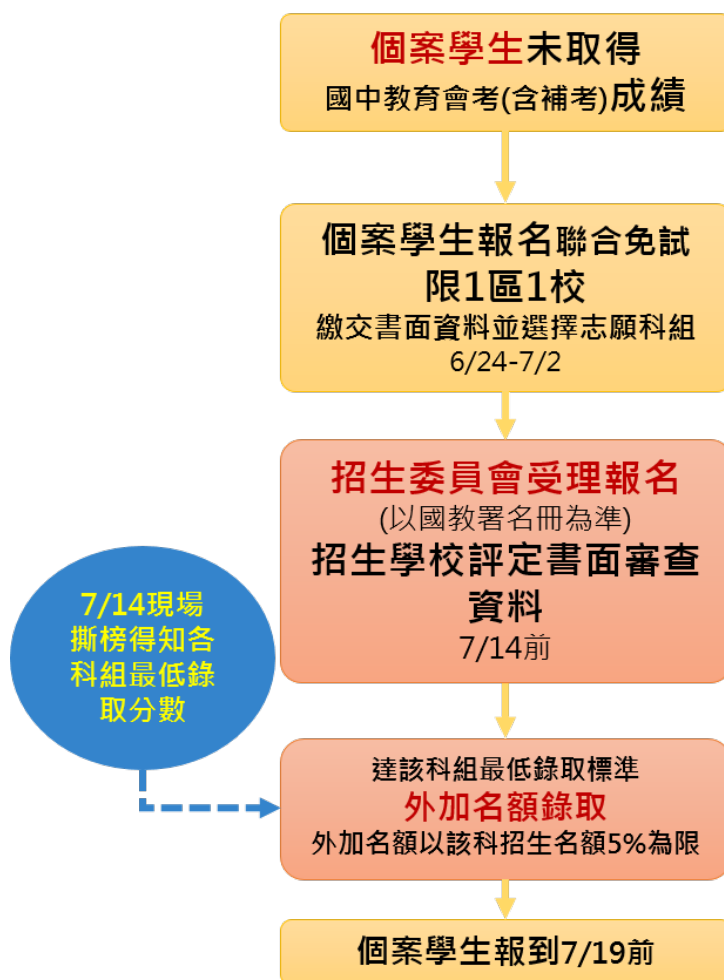 個案學生未取得
國中教育會考(含補考)成績
個案學生報名聯合免試
限1區1校
繳交書面資料並選擇志願科組
6/24-7/2
招生委員會受理報名
(以國教署名冊為準)
招生學校評定書面審查
資料
7/14前
7/14現場
撕榜得知各
科組最低錄
取分數
達該科組最低錄取標準
外加名額錄取
外加名額以該科招生名額5%為限
個案學生報到7/19前